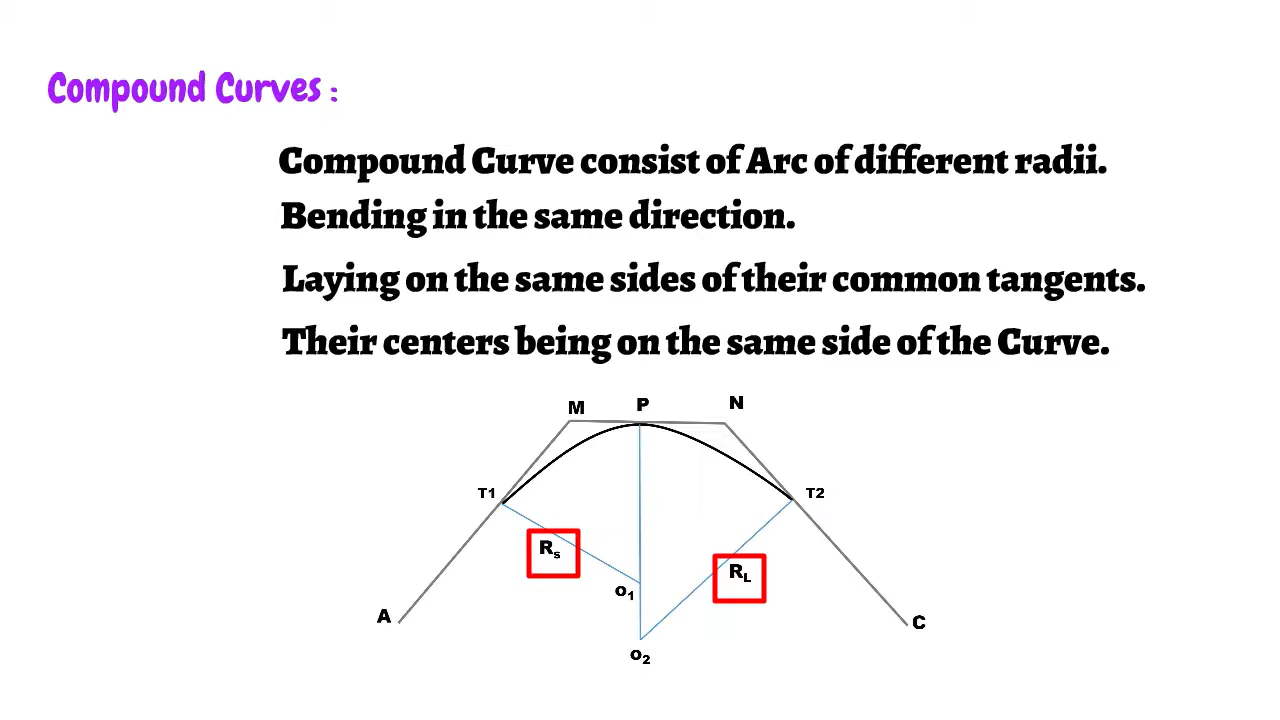 Compound Curves :
Compound Curve consist of Arc of different radii.
Bending in the same direction.
Laying on the same sides of their common tangents.
Their centers being on the same side of the Curve.
M P N
T1 T2
Rs RL
O1
A C
O2